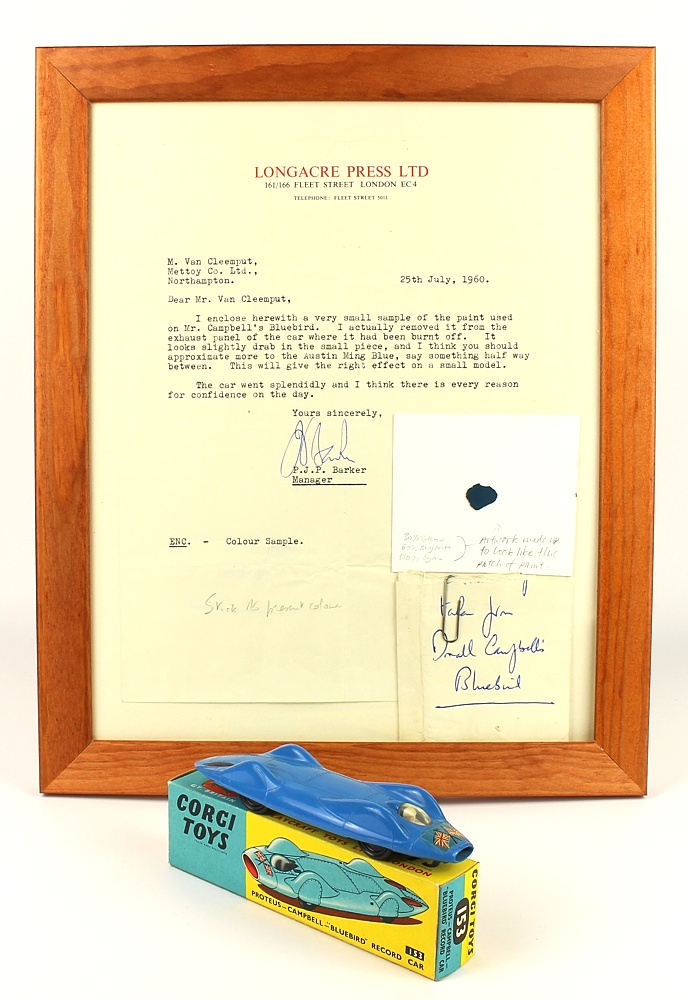 LONGACRE PRESS LTD
161/166 FLEET STREET LONDON EC4
TELEPHONE: FLEET STREET 5011
M. Van Cleemput,
Mettoy Co. Ltd.,
Northampton.
25th July, 1960.
Dear Mr. Van Cleemput,
I enclose herewith a very small sample of the paint used
on Mr. Campbell's Bluebird. I actually removed it from the
exhaust panel of the car where it had been burnt off. It
looks slightly drab in the small piece, and I think you should
approximate more to the Austin Ming Blue, say something half way
between. This will give the right effect on a small model.
The car went splendidly and I think there is every reason
for confidence on the day.
Yours sincerely,
P.J.P. Barker
Manager
ENC. - Colour Sample.
Artwork made up
to look like this
patch of paint
present colour
Taken from
Donald Campbell's
Bluebird
GT. BRITAIN
CORGI
TOYS
LONDON
PROTEUS-CAMPBELL-"BLUEBIRD" RECORD CAR
153
CORGI TOYS
153
PROTEUS-CAMPBELL-
BLUEBIRD RECORD CAR